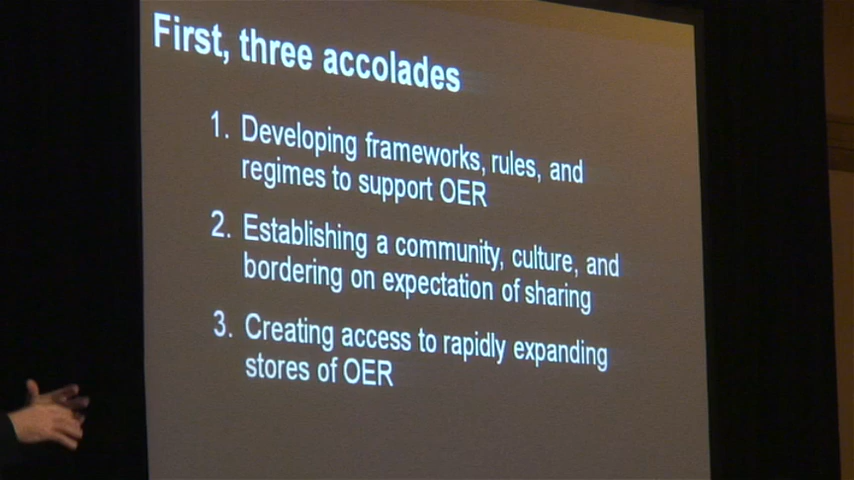 First, three accolades
1. Developing frameworks, rules, and
regimes to support OER
2. Establishing a community, culture, and
bordering on expectation of sharing
3. Creating access to rapidly expanding
stores of OER